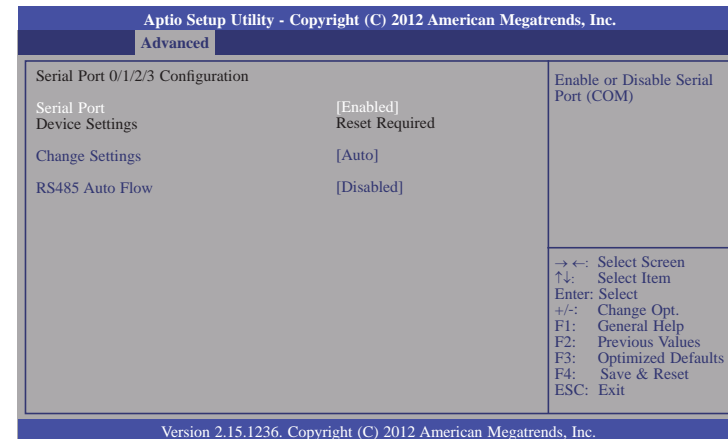 Aptio Setup Utility - Copyright (C) 2012 American Megatrends, Inc.
Advanced
Serial Port 0/1/2/3 Configuration
Serial Port [Enabled]
Device Settings Reset Required
Change Settings [Auto]
RS485 Auto Flow [Disabled]
Enable or Disable Serial
Port (COM)
→ ←: Select Screen
↑↓: Select Item
Enter: Select
+/-: Change Opt.
F1: General Help
F2: Previous Values
F3: Optimized Defaults
F4: Save & Reset
ESC: Exit
Version 2.15.1236. Copyright (C) 2012 American Megatrends, Inc.